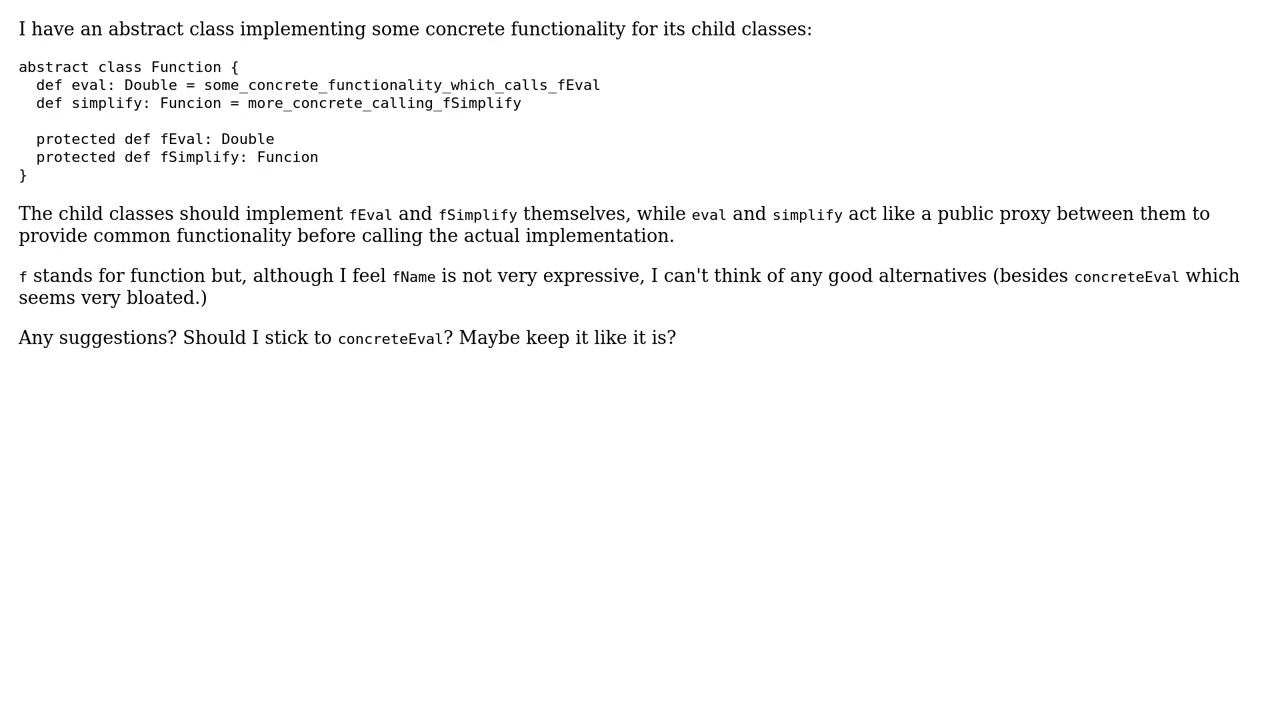 I have an abstract class implementing some concrete functionality for its child classes:
abstract class Function {
  def eval: Double = some_concrete_functionality_which_calls_fEval
  def simplify: Funcion = more_concrete_calling_fSimplify
  protected def fEval: Double
  protected def fSimplify: Funcion
}
The child classes should implement fEval and fSimplify themselves, while eval and simplify act like a public proxy between them to
provide common functionality before calling the actual implementation.
f stands for function but, although I feel fName is not very expressive, I can't think of any good alternatives (besides concreteEval which
seems very bloated.)
Any suggestions? Should I stick to concreteEval? Maybe keep it like it is?